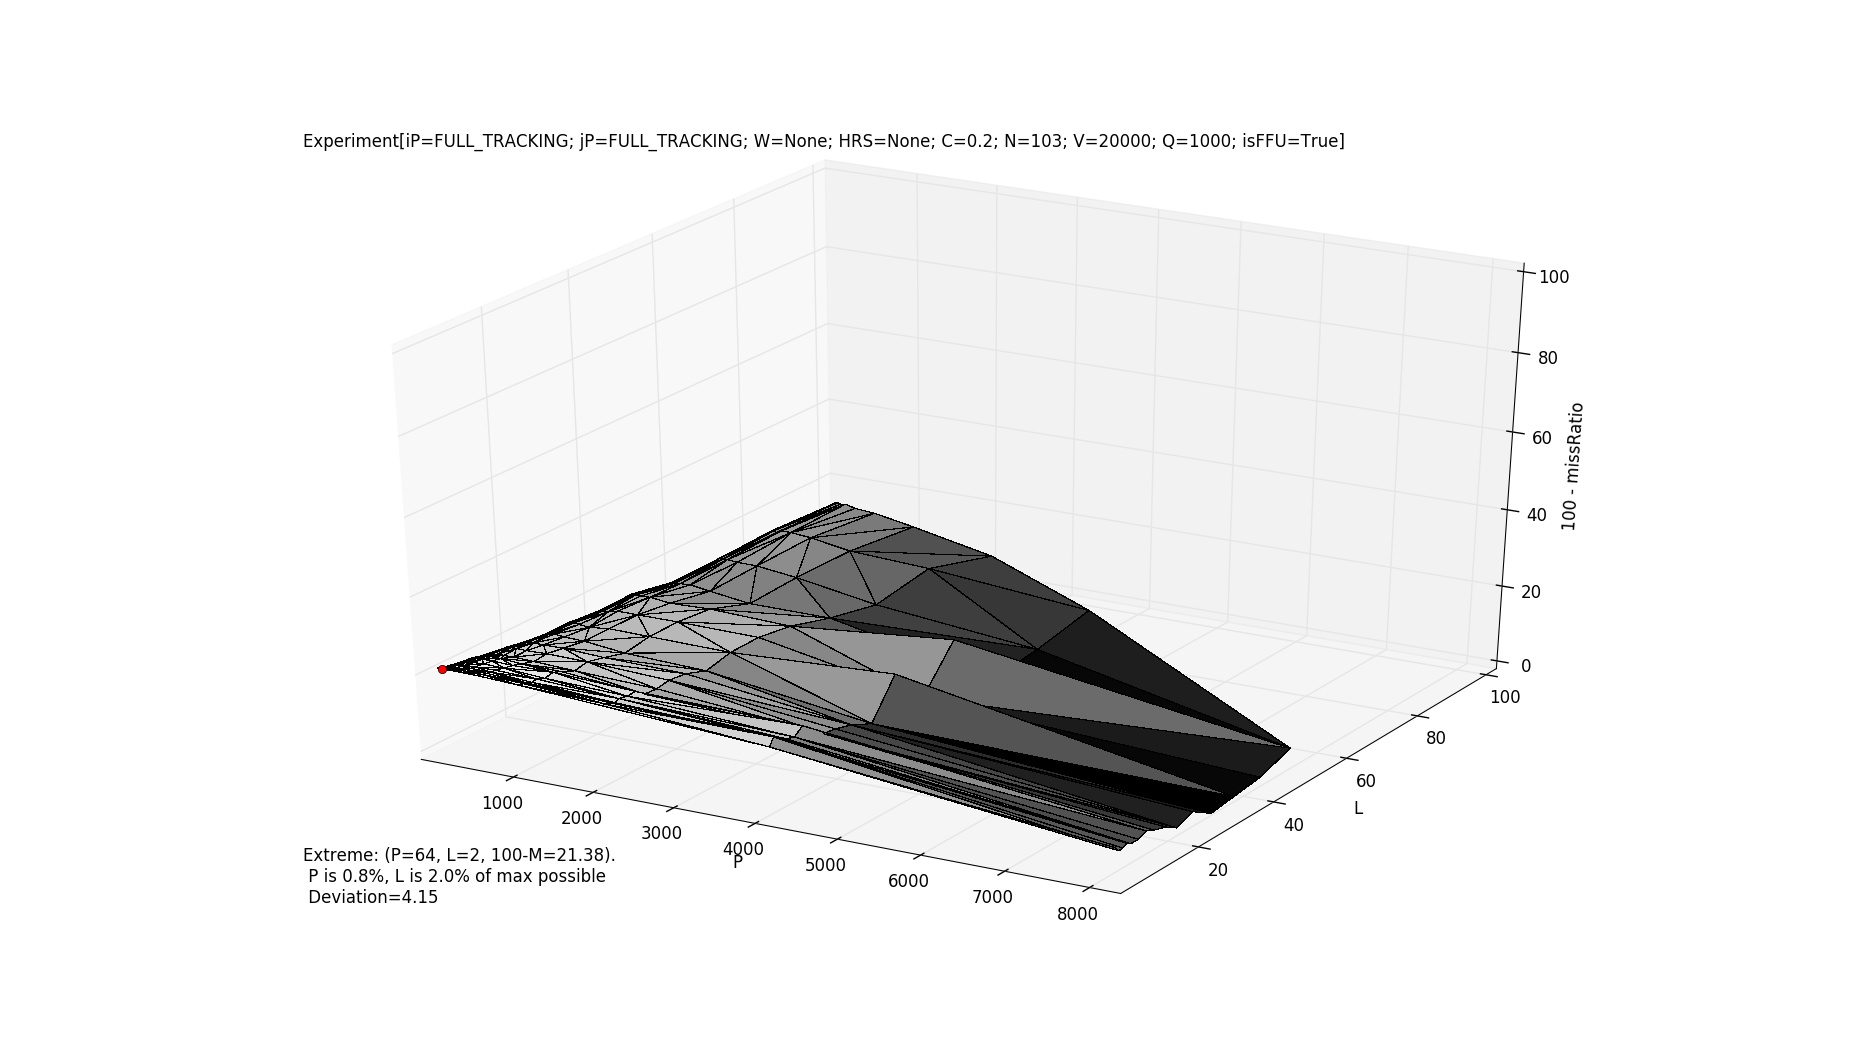 Experiment[iP=FULL_TRACKING; jP=FULL_TRACKING; W=None; HRS=None; C=0.2; N=103; V=20000; Q=1000; isFFU=True]
100
80
60
40
20
0
100 - missRatio
100
80
60
40
20
L
1000
2000
3000
4000
5000
6000
7000
8000
P
Extreme: (P=64, L=2, 100-M=21.38).
P is 0.8%, L is 2.0% of max possible
Deviation=4.15